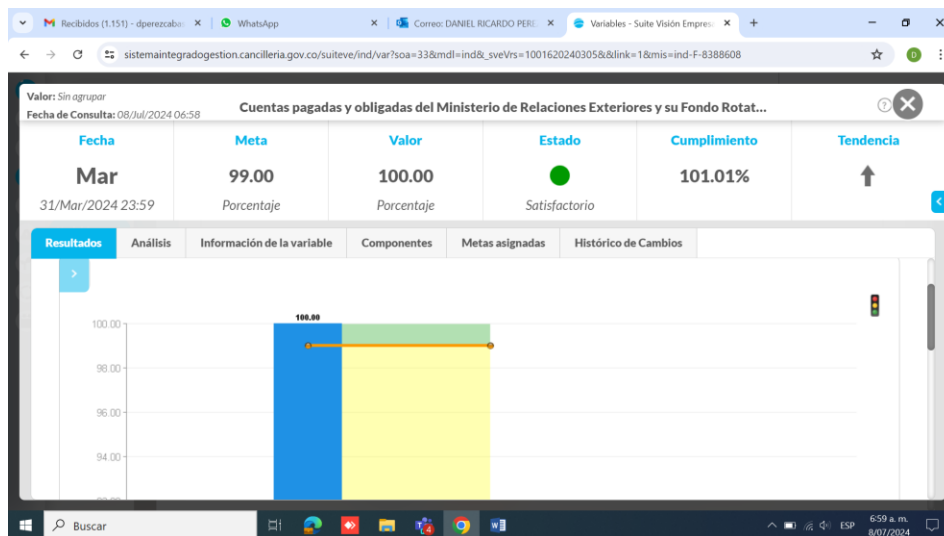 Recibidos (1.151) - dperezcabas
WhatsApp
Correo: DANIEL RICARDO PERE
Variables - Suite Visión Empres
sistemaintegradogestion.cancilleria.gov.co/suiteve/ind/var?soa=33&mdl=ind&_sveVrs=1001620240305&&link=1&mis=ind-F-8388608
D
Valor: Sin agrupar
Fecha de Consulta: 08/Jul/2024 06:58
Cuentas pagadas y obligadas del Ministerio de Relaciones Exteriores y su Fondo Rotat...
Fecha Meta Valor Estado Cumplimiento Tendencia
Mar 99.00 100.00 101.01%
31/Mar/2024 23:59 Porcentaje Porcentaje Satisfactorio
Resultados Análisis Información de la variable Componentes Metas asignadas Histórico de Cambios
100.00
100.00
98.00
96.00
94.00
Buscar
ESP
6:59 a. m.
8/07/2024